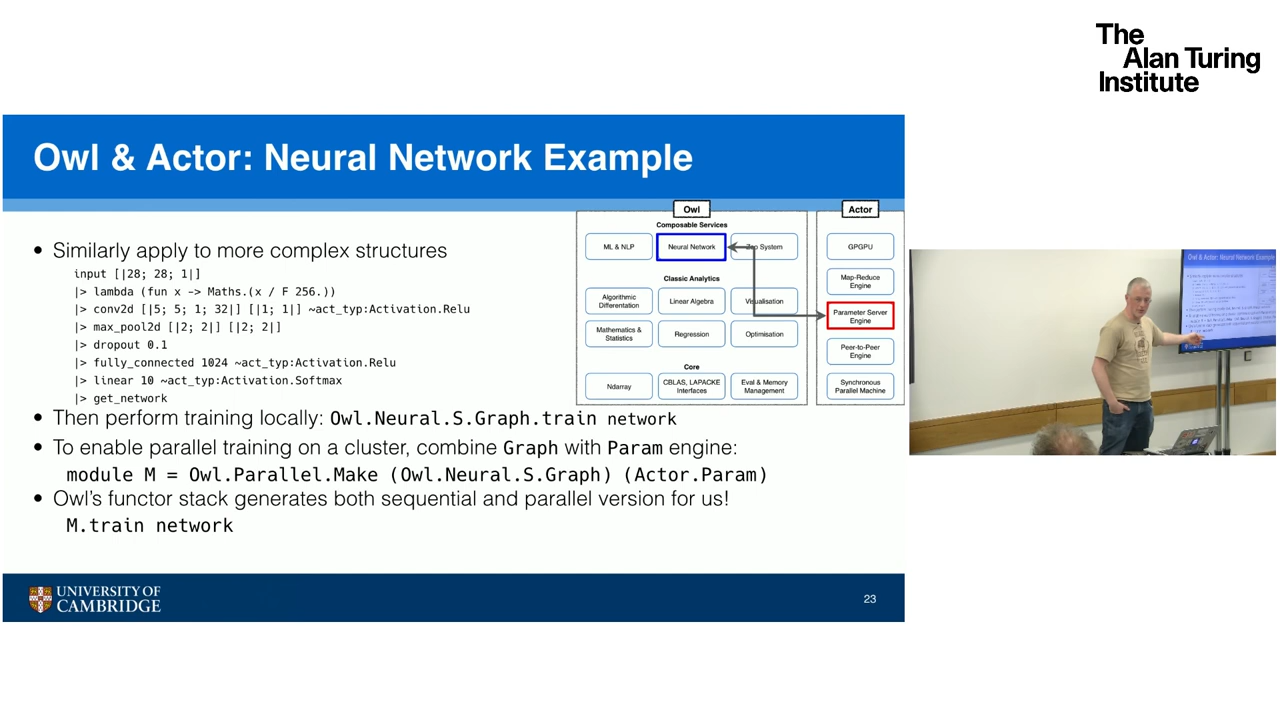 The
Alan Turing
Institute
Owl & Actor: Neural Network Example
• Similarly apply to more complex structures
input [|28; 28; 1|]
|> lambda (fun x -> Maths.(x / F 256.))
|> conv2d [|5; 5; 1; 32|] [|1; 1|] ~act_typ:Activation.Relu
|> max_pool2d [|2; 2|] [|2; 2|]
|> dropout 0.1
|> fully_connected 1024 ~act_typ:Activation.Relu
|> linear 10 ~act_typ:Activation.Softmax
|> get_network
• Then perform training locally: Owl.Neural.S.Graph.train network
• To enable parallel training on a cluster, combine Graph with Param engine:
module M = Owl.Parallel.Make (Owl.Neural.S.Graph) (Actor.Param)
• Owl's functor stack generates both sequential and parallel version for us!
M.train network
Owl
Composable Services
ML & NLP
Neural Network
Zoo System
Classic Analytics
Algorithmic
Differentiation
Linear Algebra
Visualisation
Mathematics &
Statistics
Regression
Optimisation
Core
Ndarray
CBLAS, LAPACKE
Interfaces
Eval & Memory
Management
Actor
GPGPU
Map-Reduce
Engine
Parameter Server
Engine
Peer-to-Peer
Engine
Synchronous
Parallel Machine
UNIVERSITY OF
CAMBRIDGE
23
Owl & Actor: Neural Network Example